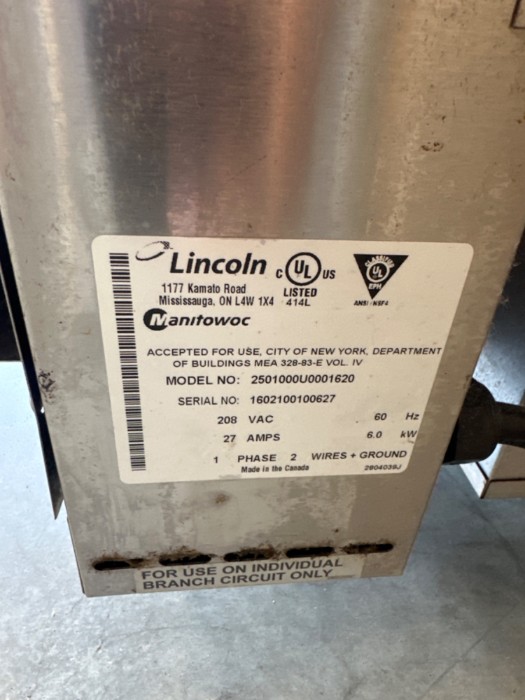 Lincoln
1177 Kamato Road
Mississauga, ON L4W 1X4
C UL US
LISTED
414L
CLASSIFIED
UL
EPH
ANSI / NSF4
Manitowoc
ACCEPTED FOR USE, CITY OF NEW YORK, DEPARTMENT
OF BUILDINGS MEA 328-83-E VOL. IV
MODEL NO: 2501000U0001620
SERIAL NO: 1602100100627
208 VAC 60 Hz
27 AMPS 6.0 kW
1 PHASE 2 WIRES + GROUND
Made in the Canada 2804039J
FOR USE ON INDIVIDUAL
BRANCH CIRCUIT ONLY